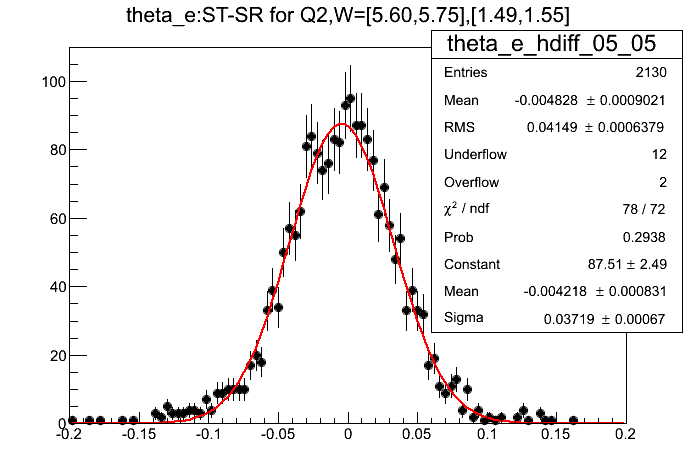 theta_e:ST-SR for Q2,W=[5.60,5.75],[1.49,1.55]
theta_e_hdiff_05_05
Entries 2130
Mean -0.004828 ± 0.0009021
RMS 0.04149 ± 0.0006379
Underflow 12
Overflow 2
χ² / ndf 78 / 72
Prob 0.2938
Constant 87.51 ± 2.49
Mean -0.004218 ± 0.000831
Sigma 0.03719 ± 0.00067
100
80
60
40
20
0
-0.2 -0.15 -0.1 -0.05 0 0.05 0.1 0.15 0.2